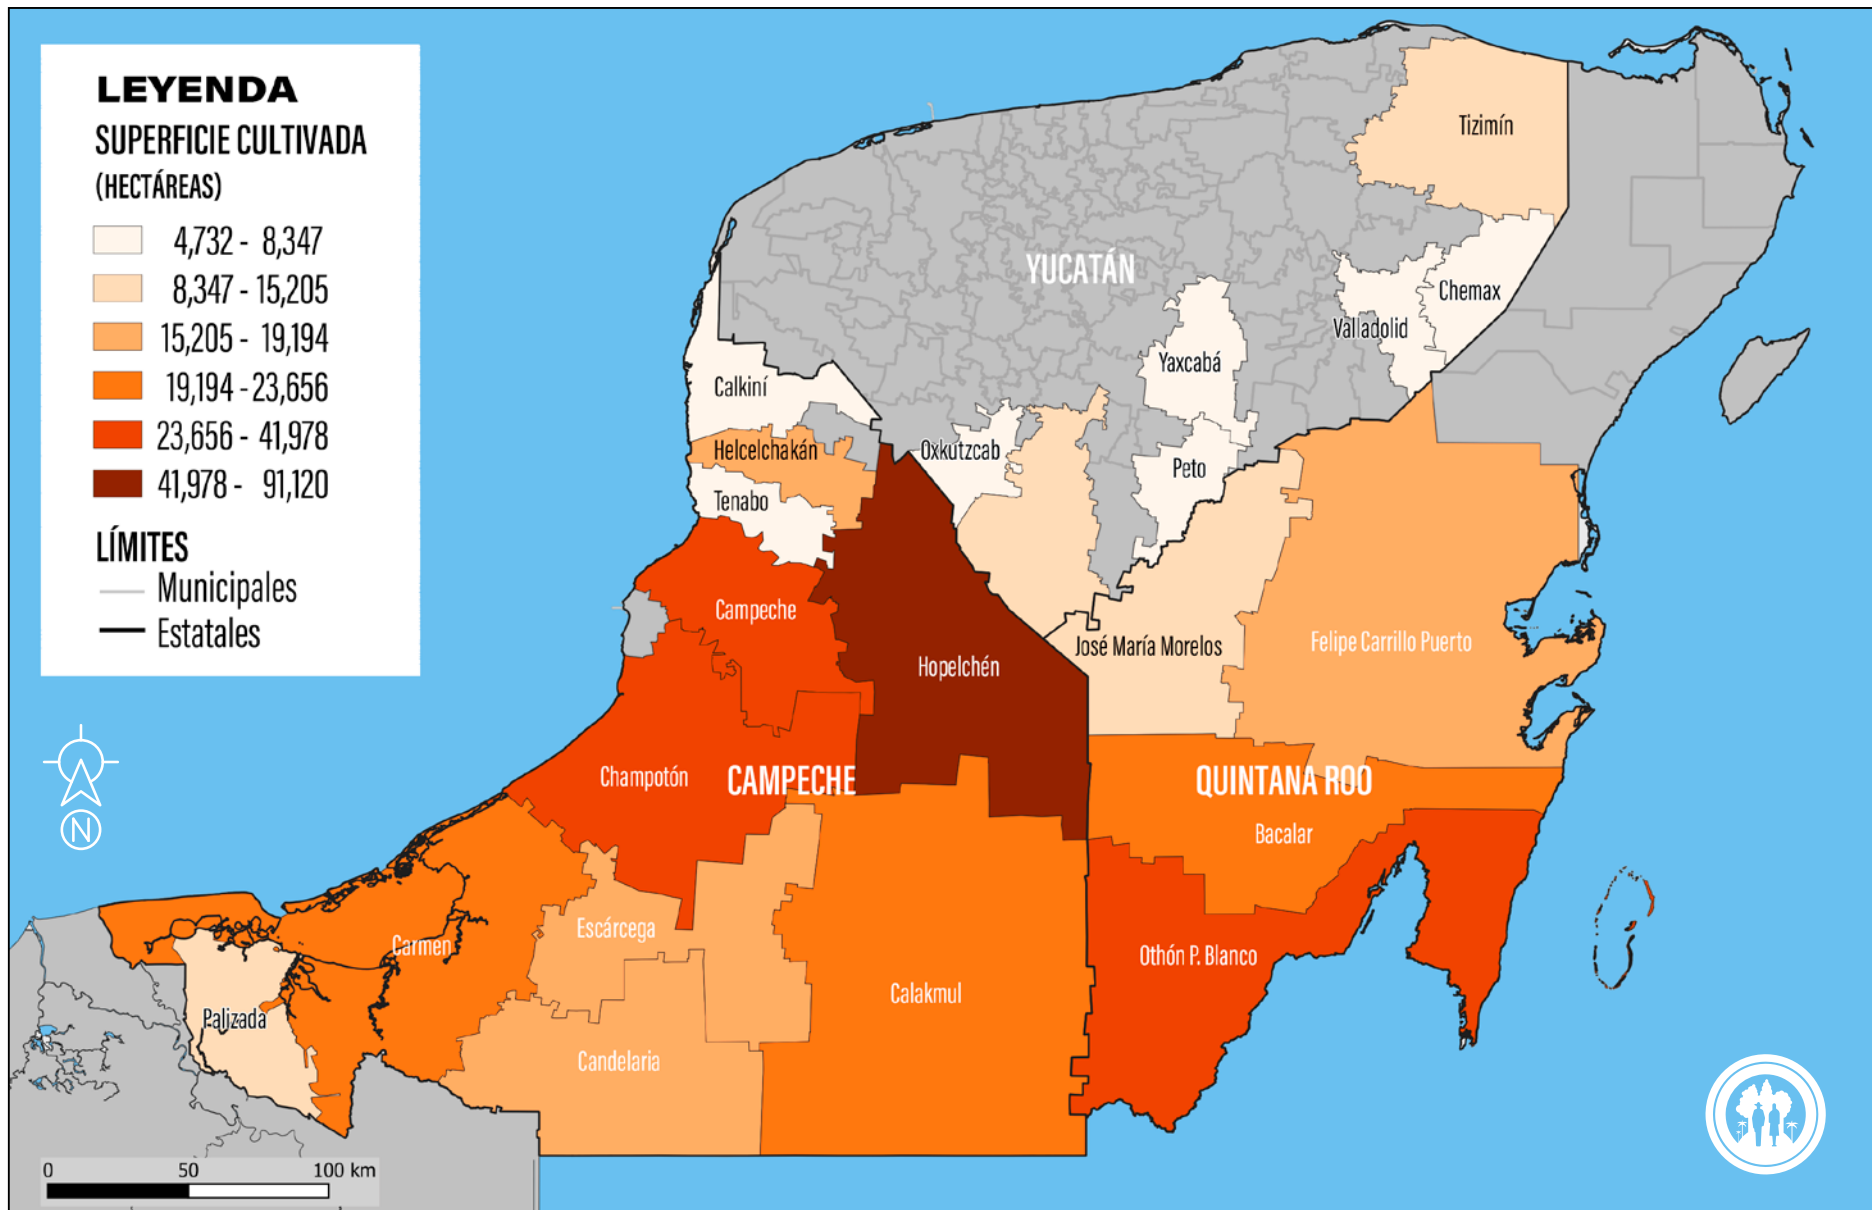 LEYENDA
SUPERFICIE CULTIVADA
(HECTÁREAS)
4,732 - 8,347
8,347 - 15,205
15,205 - 19,194
19,194 - 23,656
23,656 - 41,978
41,978 - 91,120
LÍMITES
Municipales
Estatales
N
0 50 100 km
Tizimín
YUCATÁN
Chemax
Valladolid
Yaxcabá
Calkiní
Helcelchakán
Oxkutzcab
Peto
Tenabo
Campeche
José María Morelos
Felipe Carrillo Puerto
Hopelchén
Champotón
CAMPECHE
QUINTANA ROO
Bacalar
Escárcega
Carmen
Othón P. Blanco
Calakmul
Palizada
Candelaria